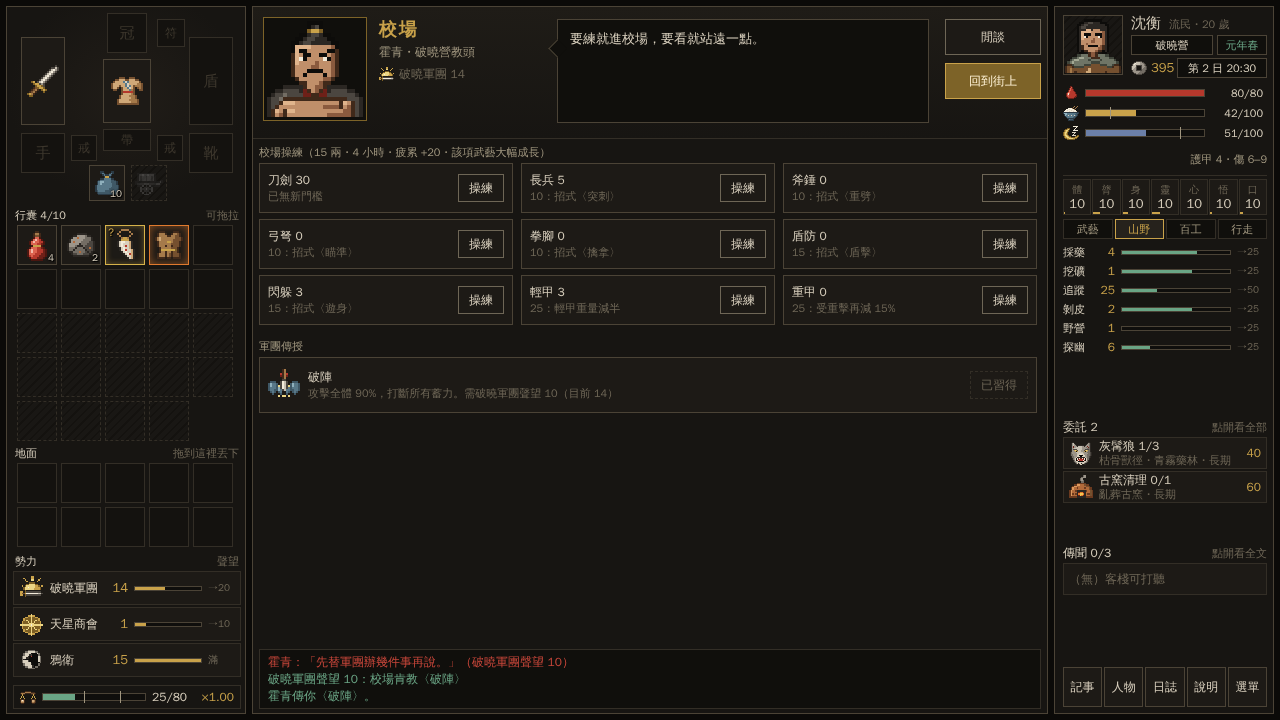 冠
符
盾
手
戒
帶
戒
靴
10
行囊 4/10
可拖拉
4
2
?
地面
拖到這裡丟下
勢力
聲望
破曉軍團 14 →20
天星商會 1 →10
鴉衛 15 滿
25/80 ×1.00
校場
霍青・破曉營教頭
破曉軍團 14
要練就進校場，要看就站遠一點。
閒談
回到街上
校場操練（15 兩・4 小時・疲累 +20・該項武藝大幅成長）
刀劍 30
已無新門檻
操練
長兵 5
10：招式〈突刺〉
操練
斧錘 0
10：招式〈重劈〉
操練
弓弩 0
10：招式〈瞄準〉
操練
拳腳 0
10：招式〈擒拿〉
操練
盾防 0
15：招式〈盾擊〉
操練
閃躲 3
15：招式〈遊身〉
操練
輕甲 3
25：輕甲重量減半
操練
重甲 0
25：受重擊再減 15%
操練
軍團傳授
破陣
攻擊全體 90%，打斷所有蓄力。需破曉軍團聲望 10（目前 14）
已習得
霍青：「先替軍團辦幾件事再說。」（破曉軍團聲望 10）
破曉軍團聲望 10：校場肯教〈破陣〉
霍青傳你〈破陣〉。
沈衡 流民・20 歲
破曉營
元年春
395
第 2 日 20:30
80/80
42/100
51/100
護甲 4・傷 6–9
體 臂 身 靈 心 悟 口
10 10 10 10 10 10 10
武藝
山野
百工
行走
採藥 4 →25
挖礦 1 →25
追蹤 25 →50
剝皮 2 →25
野營 1 →25
探幽 6 →25
委託 2
點開看全部
灰髯狼 1/3
枯骨獸徑・青霧藥林・長期
40
古窯清理 0/1
亂葬古窯・長期
60
傳聞 0/3
點開看全文
（無）客棧可打聽
記事
人物
日誌
說明
選單